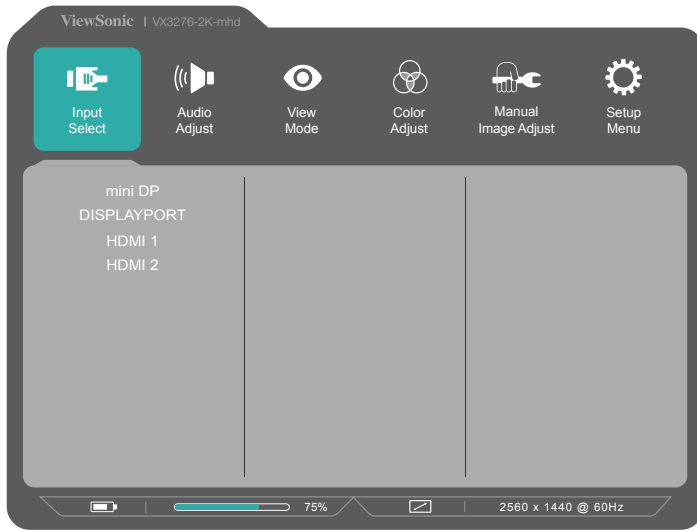 ViewSonic | VX3276-2K-mhd
Input
Select
Audio
Adjust
View
Mode
Color
Adjust
Manual
Image Adjust
Setup
Menu
mini DP
DISPLAYPORT
HDMI 1
HDMI 2
75%
2560 x 1440 @ 60Hz